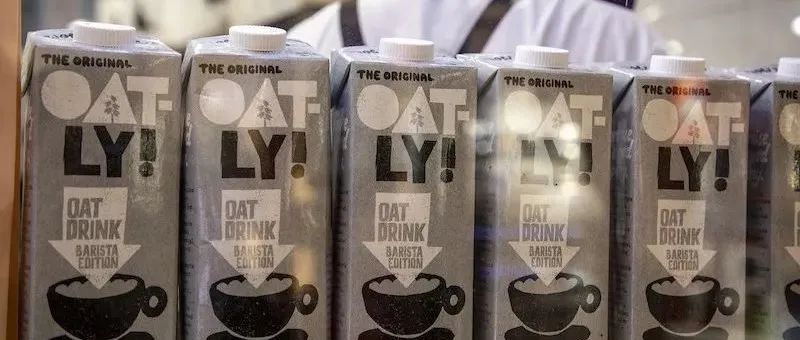 THE ORIGINAL
OAT-
LY!
OAT
DRINK
BARISTA
EDITION
THE ORIGINAL
OAT-
LY!
OAT
DRINK
BARISTA
EDITION
THE ORIGINAL
OAT-
LY!
OAT
DRINK
BARISTA
EDITION
THE ORIGINAL
OAT-
LY!
OAT
DRINK
BARISTA
EDITION
THE ORIGINAL
OAT-
LY!
OAT
DRINK
BARISTA
EDITION